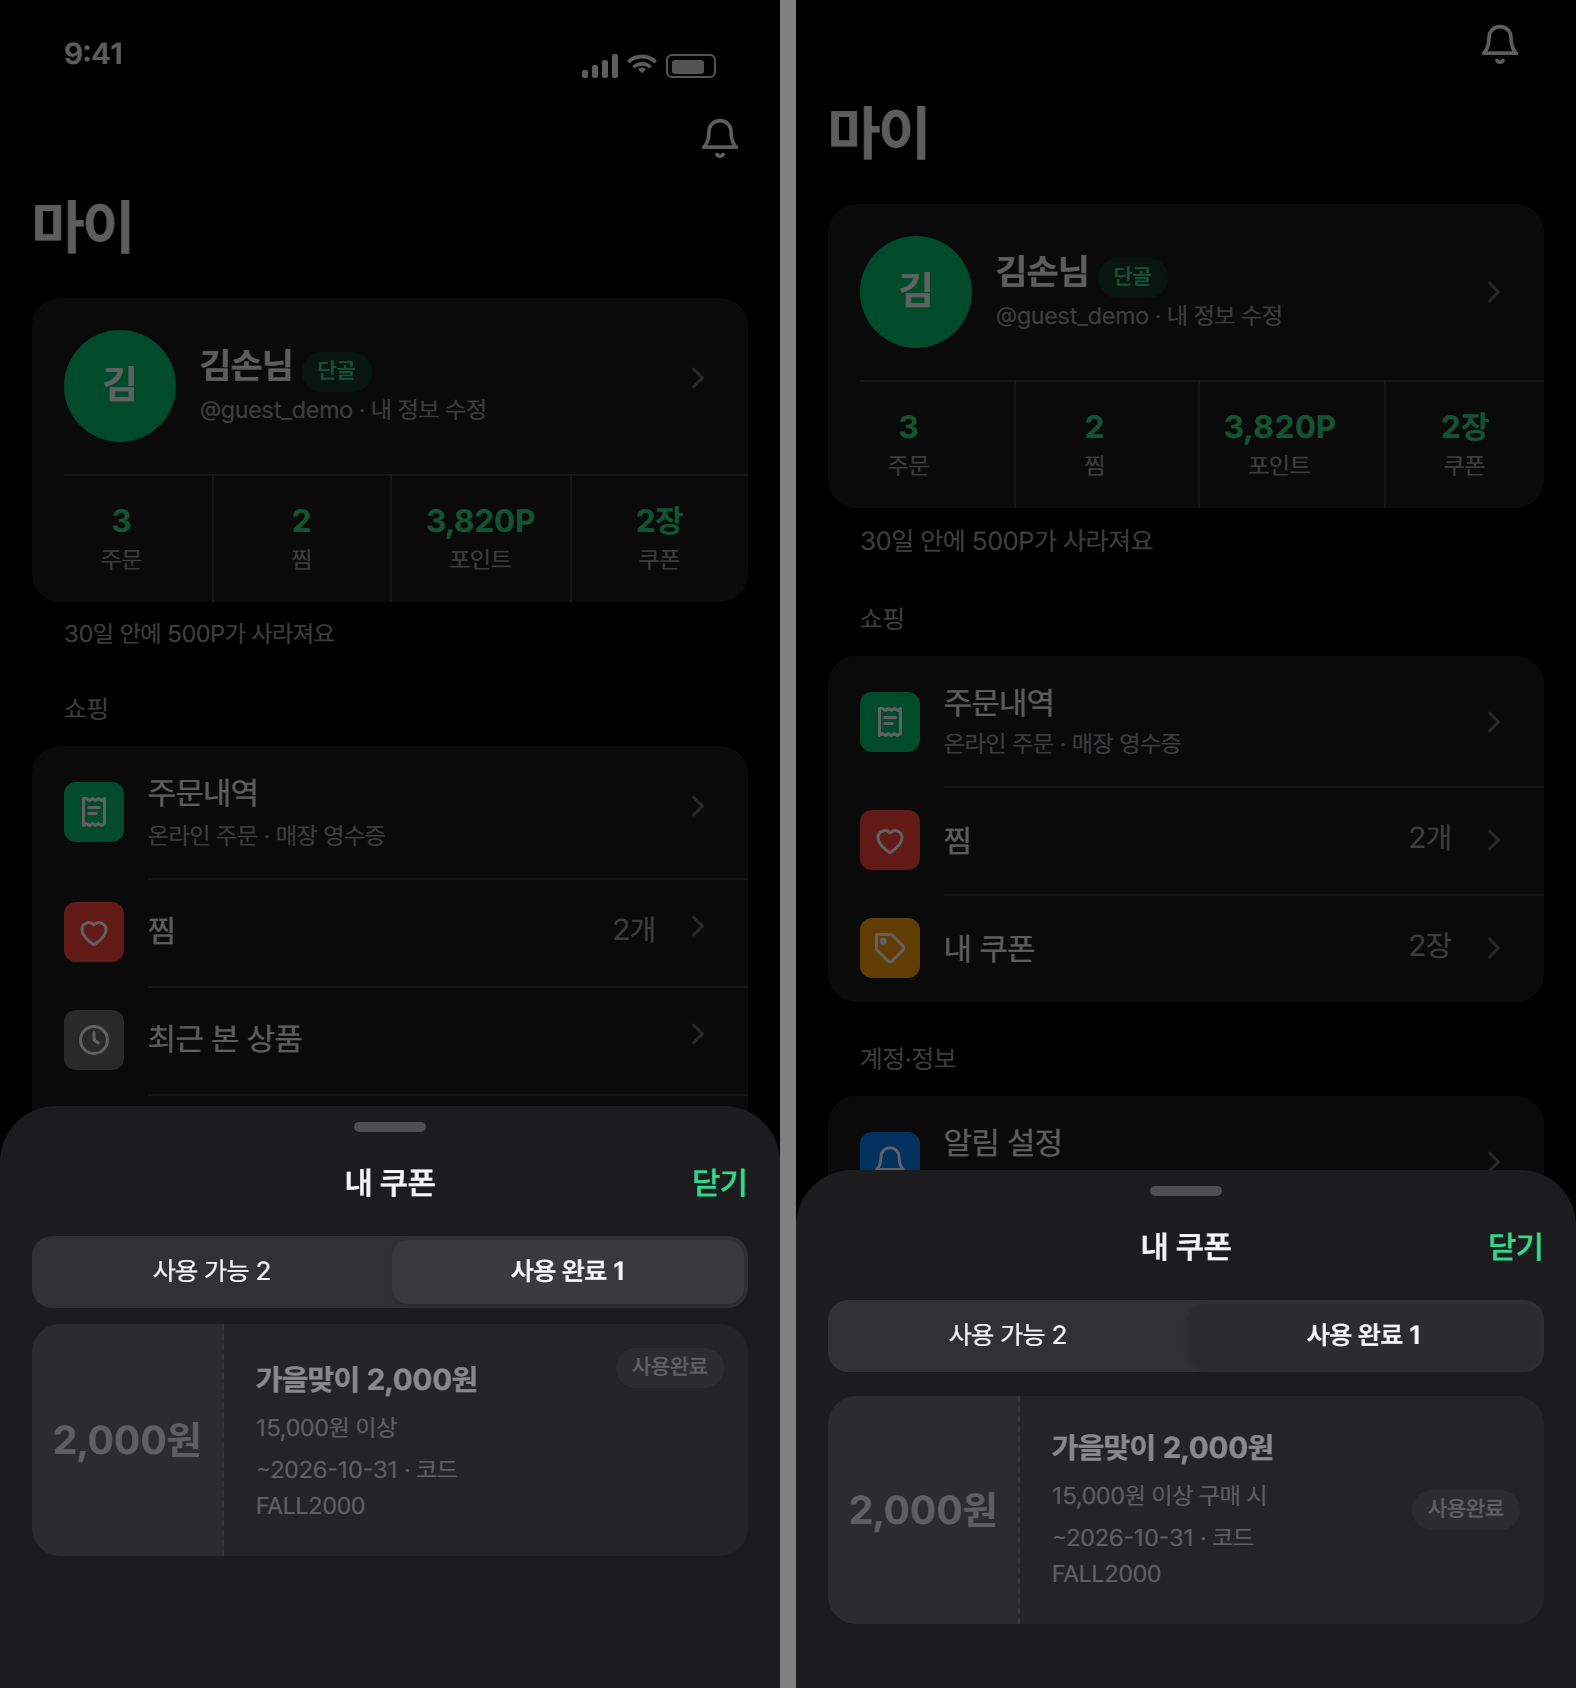 9:41
마이
김
김손님 단골
@guest_demo · 내 정보 수정
3 2 3,820P 2장
주문 찜 포인트 쿠폰
30일 안에 500P가 사라져요
쇼핑
주문내역
온라인 주문 · 매장 영수증
찜 2개
최근 본 상품
내 쿠폰 닫기
사용 가능 2 사용 완료 1
2,000원
가을맞이 2,000원 사용완료
15,000원 이상
~2026-10-31 · 코드
FALL2000
마이
김
김손님 단골
@guest_demo · 내 정보 수정
3 2 3,820P 2장
주문 찜 포인트 쿠폰
30일 안에 500P가 사라져요
쇼핑
주문내역
온라인 주문 · 매장 영수증
찜 2개
내 쿠폰 2장
계정·정보
알림 설정
내 쿠폰 닫기
사용 가능 2 사용 완료 1
2,000원
가을맞이 2,000원
15,000원 이상 구매 시
사용완료
~2026-10-31 · 코드
FALL2000